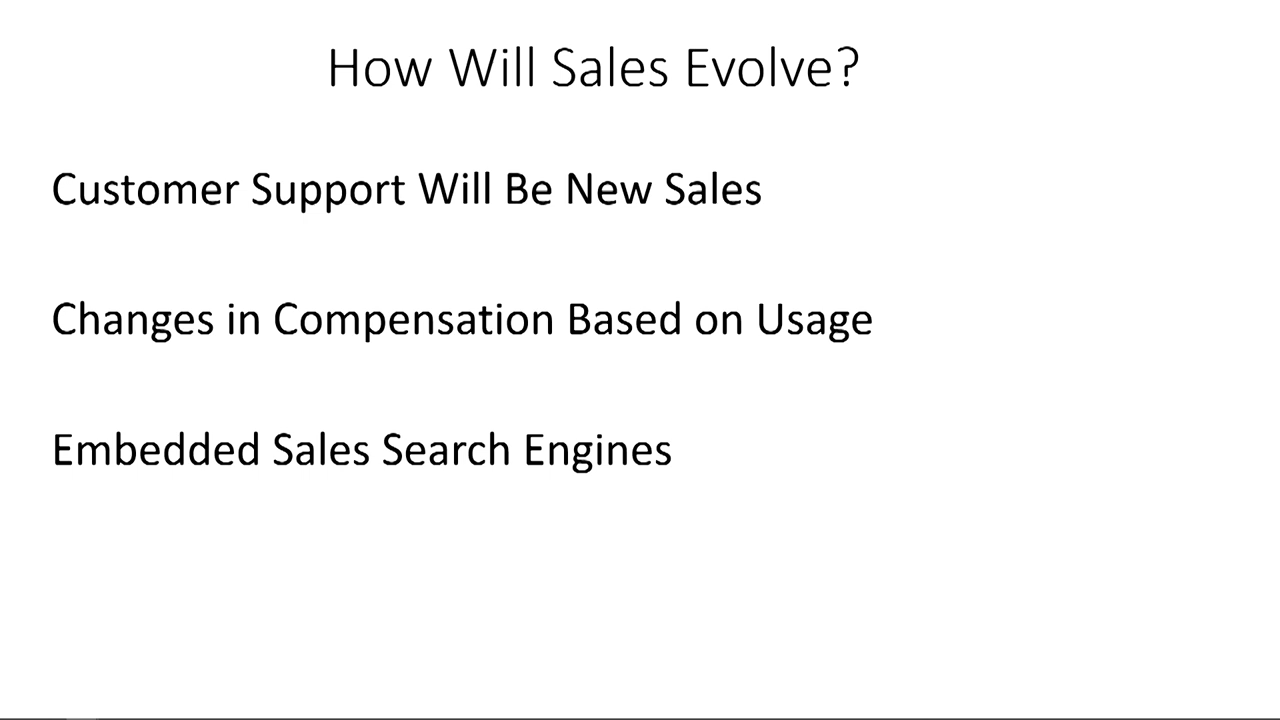 How Will Sales Evolve?
Customer Support Will Be New Sales
Changes in Compensation Based on Usage
Embedded Sales Search Engines